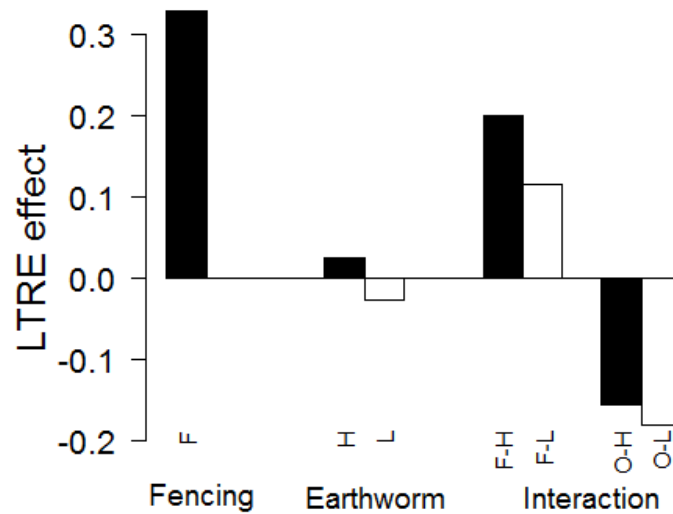 LTRE effect
0.3
0.2
0.1
0.0
-0.1
-0.2
F
H
L
F-H
F-L
O-H
O-L
Fencing
Earthworm
Interaction